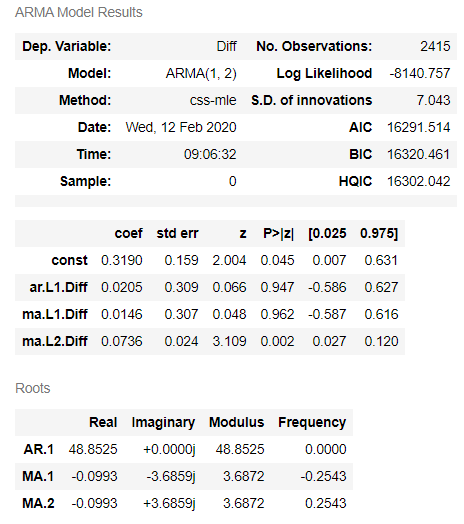 ARMA Model Results
Dep. Variable: Diff No. Observations: 2415
Model: ARMA(1, 2) Log Likelihood -8140.757
Method: css-mle S.D. of innovations 7.043
Date: Wed, 12 Feb 2020 AIC 16291.514
Time: 09:06:32 BIC 16320.461
Sample: 0 HQIC 16302.042
coef std err z P>|z| [0.025 0.975]
const 0.3190 0.159 2.004 0.045 0.007 0.631
ar.L1.Diff 0.0205 0.309 0.066 0.947 -0.586 0.627
ma.L1.Diff 0.0146 0.307 0.048 0.962 -0.587 0.616
ma.L2.Diff 0.0736 0.024 3.109 0.002 0.027 0.120
Roots
Real Imaginary Modulus Frequency
AR.1 48.8525 +0.0000j 48.8525 0.0000
MA.1 -0.0993 -3.6859j 3.6872 -0.2543
MA.2 -0.0993 +3.6859j 3.6872 0.2543